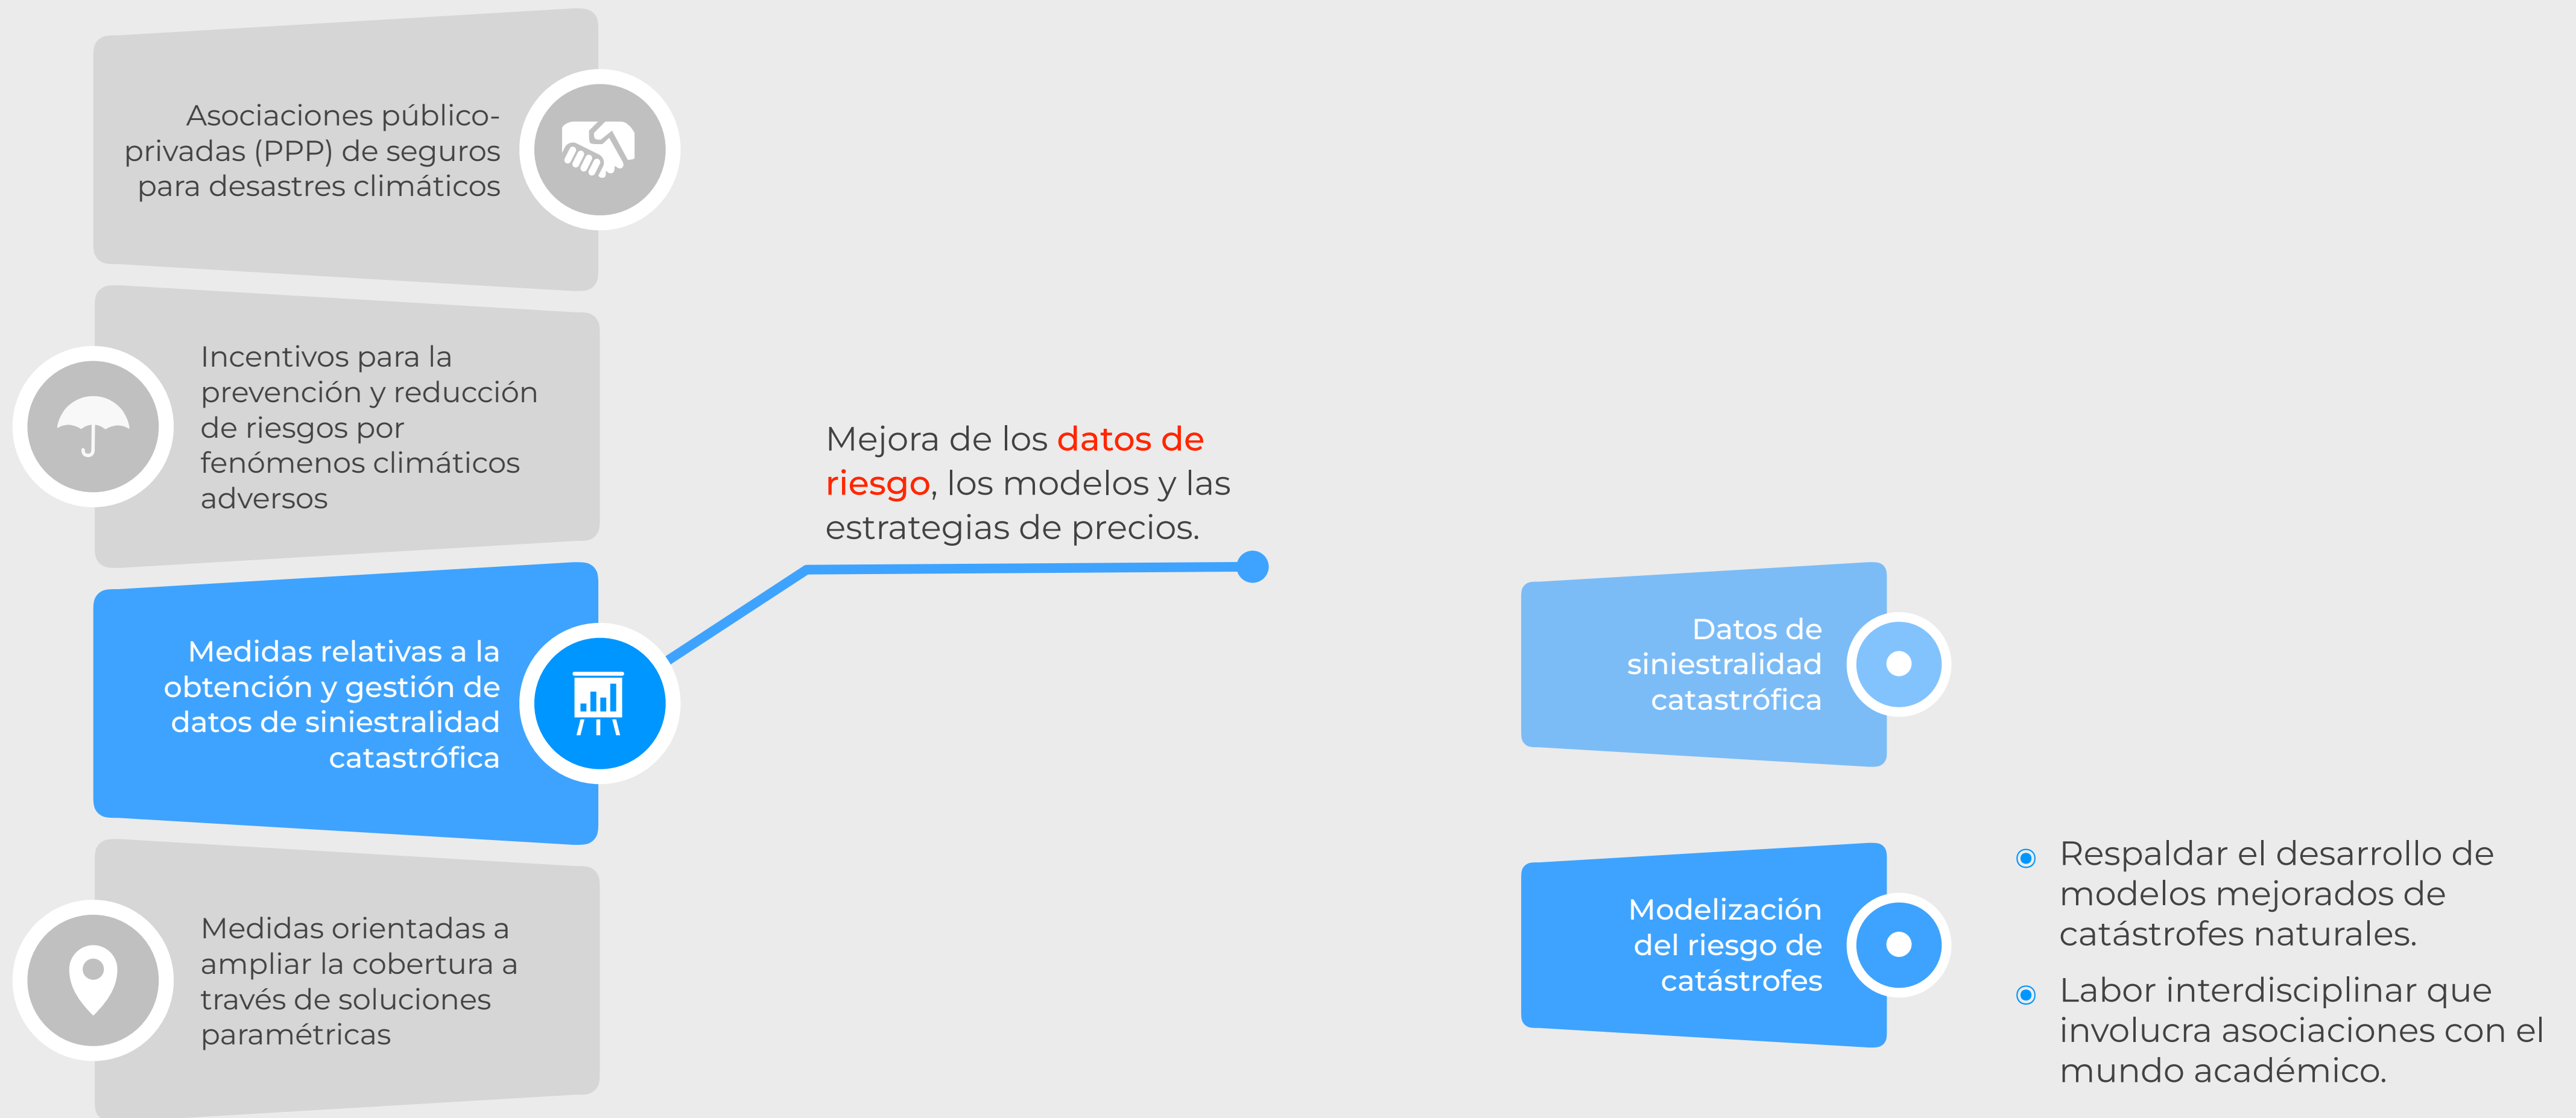 Asociaciones público-
privadas (PPP) de seguros
para desastres climáticos
Incentivos para la
prevención y reducción
de riesgos por
fenómenos climáticos
adversos
Medidas relativas a la
obtención y gestión de
datos de siniestralidad
catastrófica
Medidas orientadas a
ampliar la cobertura a
través de soluciones
paramétricas
Mejora de los datos de
riesgo, los modelos y las
estrategias de precios.
Datos de
siniestralidad
catastrófica
Modelización
del riesgo de
catástrofes
Respaldar el desarrollo de
modelos mejorados de
catástrofes naturales.
Labor interdisciplinar que
involucra asociaciones con el
mundo académico.